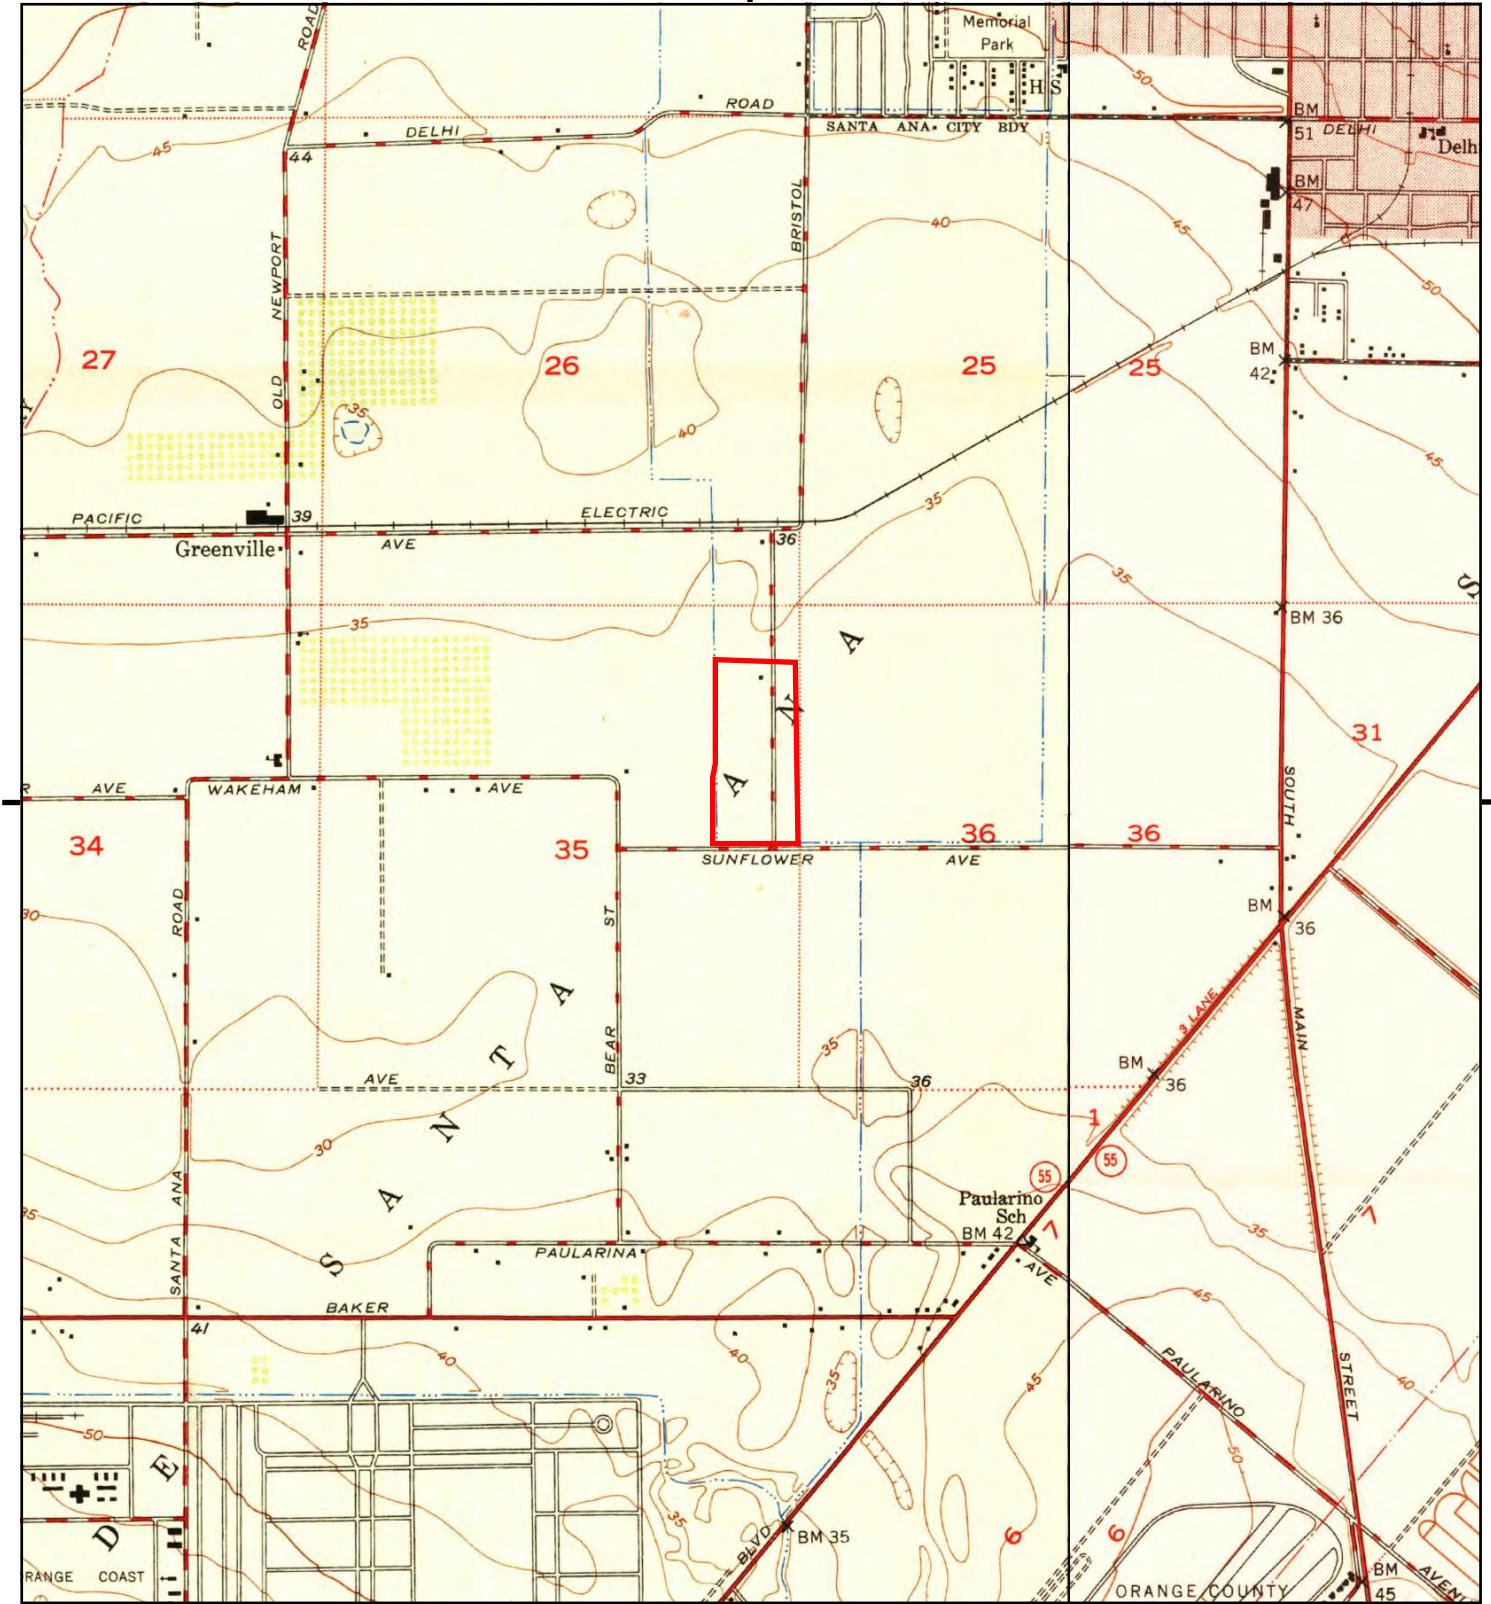 ROAD
Memorial
Park
H S
50
ROAD
DELHI
SANTA ANA CITY BDY
BM
51
DELHI
Delh
45
44
BM
47
BRISTOL
40
45
NEWPORT
50
27
26
25
25
BM
42
OLD
35
40
45
PACIFIC
39
ELECTRIC
35
Greenville
AVE
36
35
S
35
BM 36
A
N
31
A
AVE
WAKEHAM
AVE
SOUTH
34
35
36
36
SUNFLOWER
AVE
30
ROAD
ST
BM
36
A
3 LANE
MAIN
35
T
BEAR
BM
AVE
33
36
36
N
30
1
55
55
ANA
A
Paularino
Sch
35
7
7
BM 42
35
S
SANTA
PAULARINA
AVE
45
BAKER
41
40
40
35
45
PAULARINO
STREET
40
50
E
50
35
D
6
6
BLVD
BM 35
RANGE COAST
ORANGE COUNTY
BM
45
AVEN